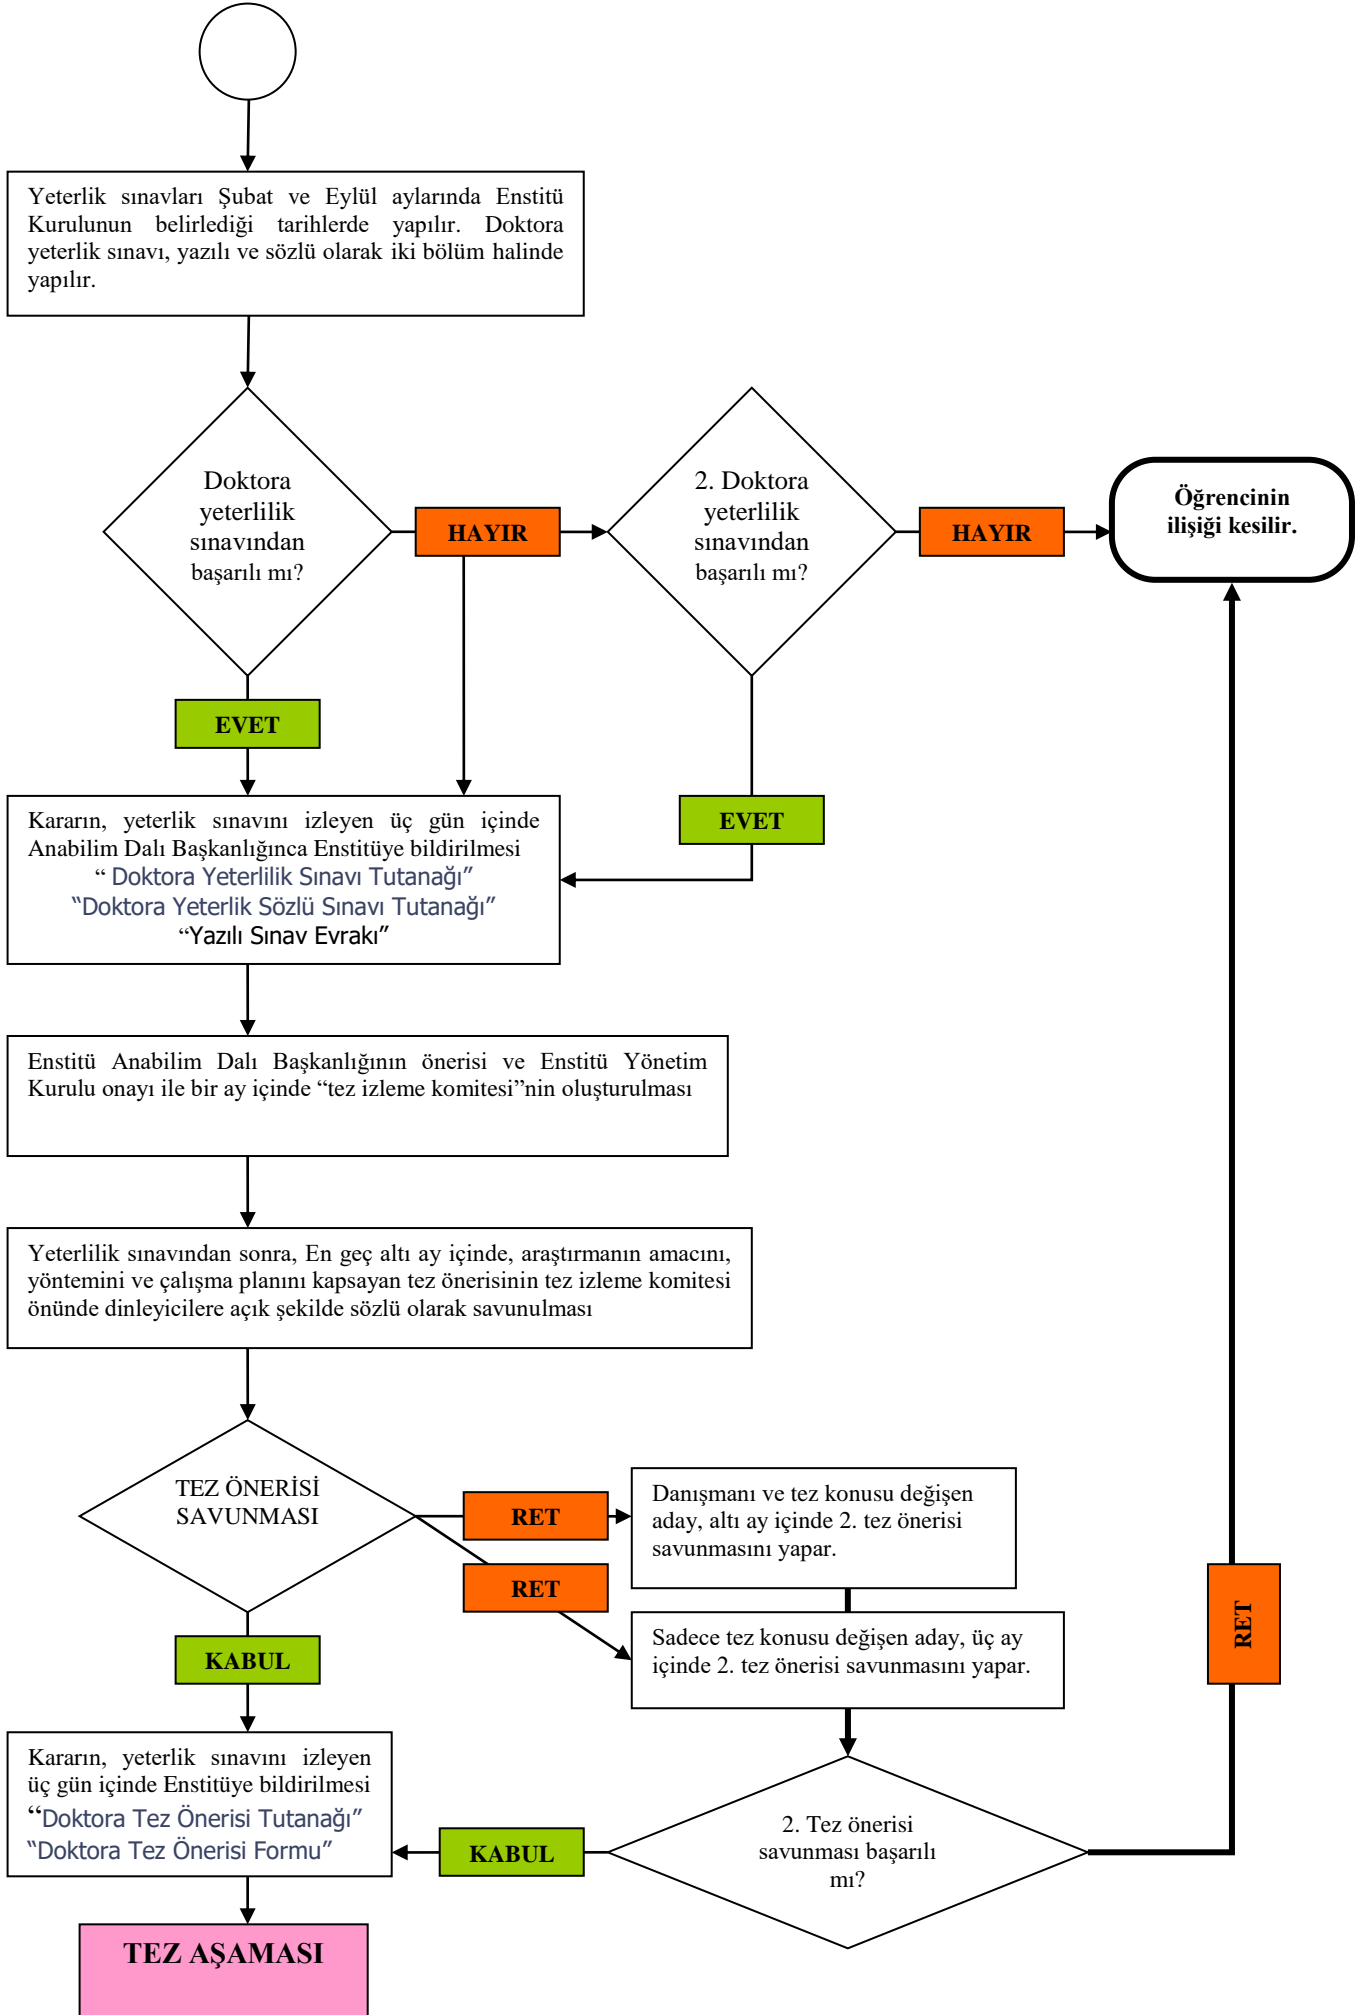 Yeterlik sınavları Şubat ve Eylül aylarında Enstitü
Kurulunun belirlediği tarihlerde yapılır. Doktora
yeterlik sınavı, yazılı ve sözlü olarak iki bölüm halinde
yapılır.
Doktora
yeterlilik
sınavından
başarılı mı?
HAYIR
2. Doktora
yeterlilik
sınavından
başarılı mı?
HAYIR
Öğrencinin
ilişiği kesilir.
EVET
EVET
Kararın, yeterlik sınavını izleyen üç gün içinde
Anabilim Dalı Başkanlığınca Enstitüye bildirilmesi
“ Doktora Yeterlilik Sınavı Tutanağı”
“Doktora Yeterlik Sözlü Sınavı Tutanağı”
“Yazılı Sınav Evrakı”
Enstitü Anabilim Dalı Başkanlığının önerisi ve Enstitü Yönetim
Kurulu onayı ile bir ay içinde “tez izleme komitesi”nin oluşturulması
Yeterlilik sınavından sonra, En geç altı ay içinde, araştırmanın amacını,
yöntemini ve çalışma planını kapsayan tez önerisinin tez izleme komitesi
önünde dinleyicilere açık şekilde sözlü olarak savunulması
TEZ ÖNERİSİ
SAVUNMASI
RET
Danışmanı ve tez konusu değişen
aday, altı ay içinde 2. tez önerisi
savunmasını yapar.
RET
Sadece tez konusu değişen aday, üç ay
içinde 2. tez önerisi savunmasını yapar.
RET
KABUL
Kararın, yeterlik sınavını izleyen
üç gün içinde Enstitüye bildirilmesi
“Doktora Tez Önerisi Tutanağı”
“Doktora Tez Önerisi Formu”
KABUL
2. Tez önerisi
savunması başarılı
mı?
TEZ AŞAMASI